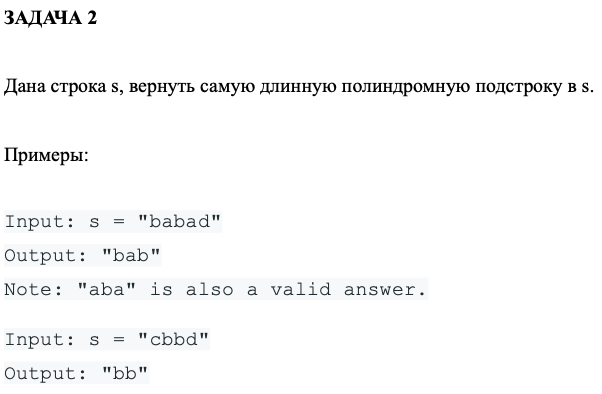 ЗАДАЧА 2
Дана строка s, вернуть самую длинную полиндромную подстроку в s.
Примеры:
Input: s = "babad"
Output: "bab"
Note: "aba" is also a valid answer.
Input: s = "cbbd"
Output: "bb"